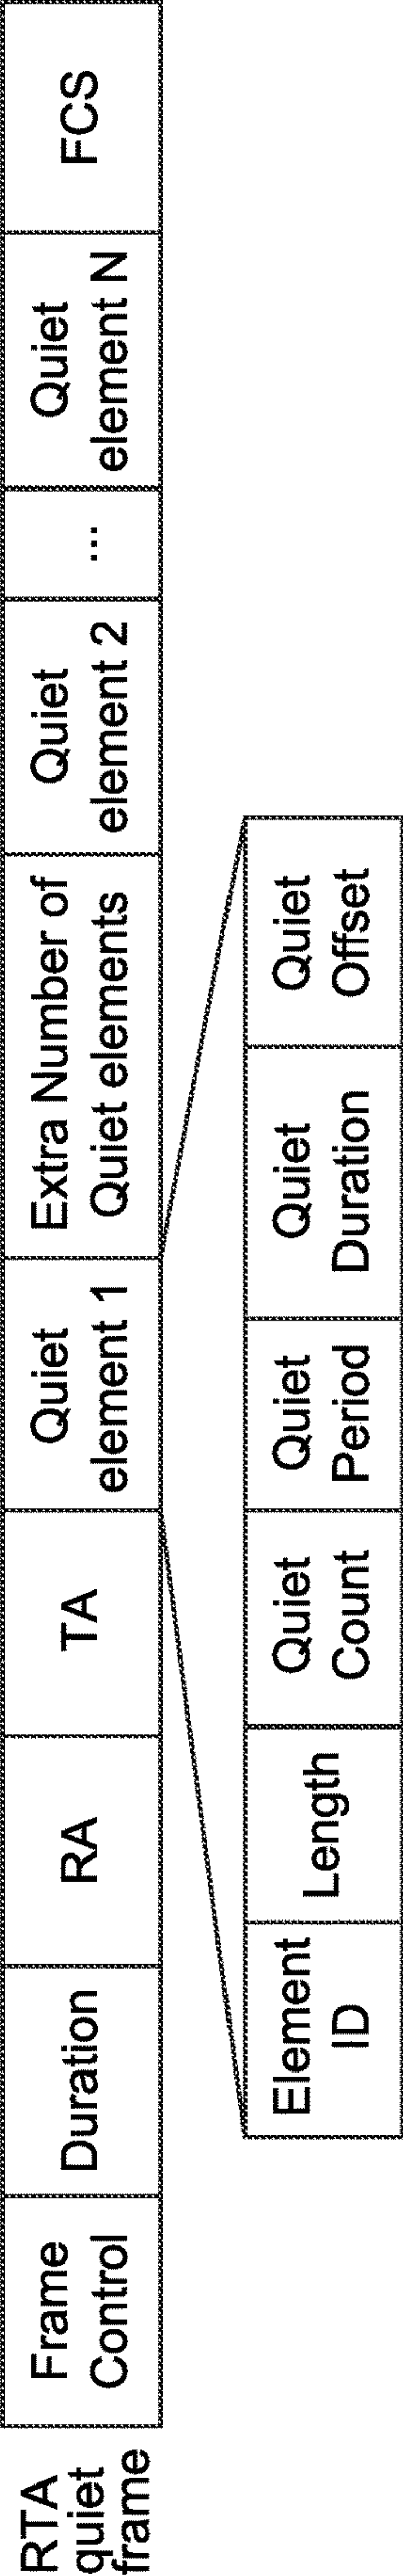 RTA
quiet
frame
Frame
Control
Duration
RA
TA
Quiet
element 1
Extra Number of
Quiet elements
Quiet
element 2
...
Quiet
element N
FCS
Element
ID
Length
Quiet
Count
Quiet
Period
Quiet
Duration
Quiet
Offset